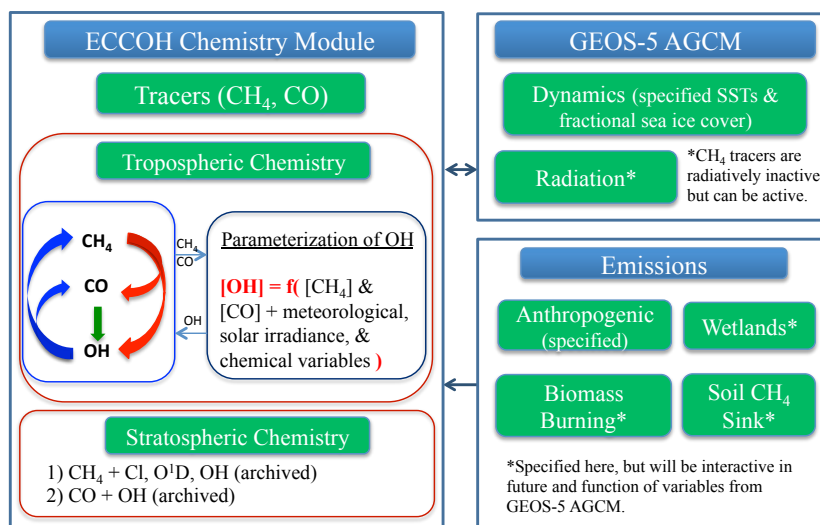 ECCOH Chemistry Module
Tracers (CH₄, CO)
Tropospheric Chemistry
CH₄
CO
OH
CH₄
CO
OH
Parameterization of OH
[OH] = f( [CH₄] &
[CO] + meteorological,
solar irradiance, &
chemical variables )
Stratospheric Chemistry
1) CH₄ + Cl, O¹D, OH (archived)
2) CO + OH (archived)
GEOS-5 AGCM
Dynamics (specified SSTs &
fractional sea ice cover)
Radiation*
*CH₄ tracers are
radiatively inactive
but can be active.
Emissions
Anthropogenic
(specified)
Wetlands*
Biomass
Burning*
Soil CH₄
Sink*
*Specified here, but will be interactive in
future and function of variables from
GEOS-5 AGCM.